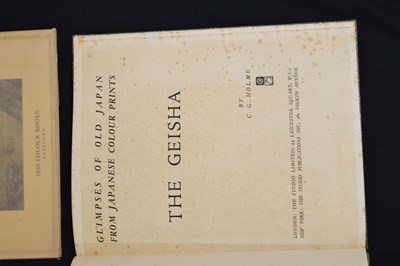 GLIMPSES OF OLD JAPAN
FROM JAPANESE COLOUR PRINTS
THE GEISHA
BY
C. G. HOLME
LONDON: THE STUDIO LIMITED 44 LEICESTER SQUARE, W.C.2
NEW YORK: THE STUDIO PUBLICATIONS INC. 381 FOURTH AVENUE
IRIS COLOUR BOOKS